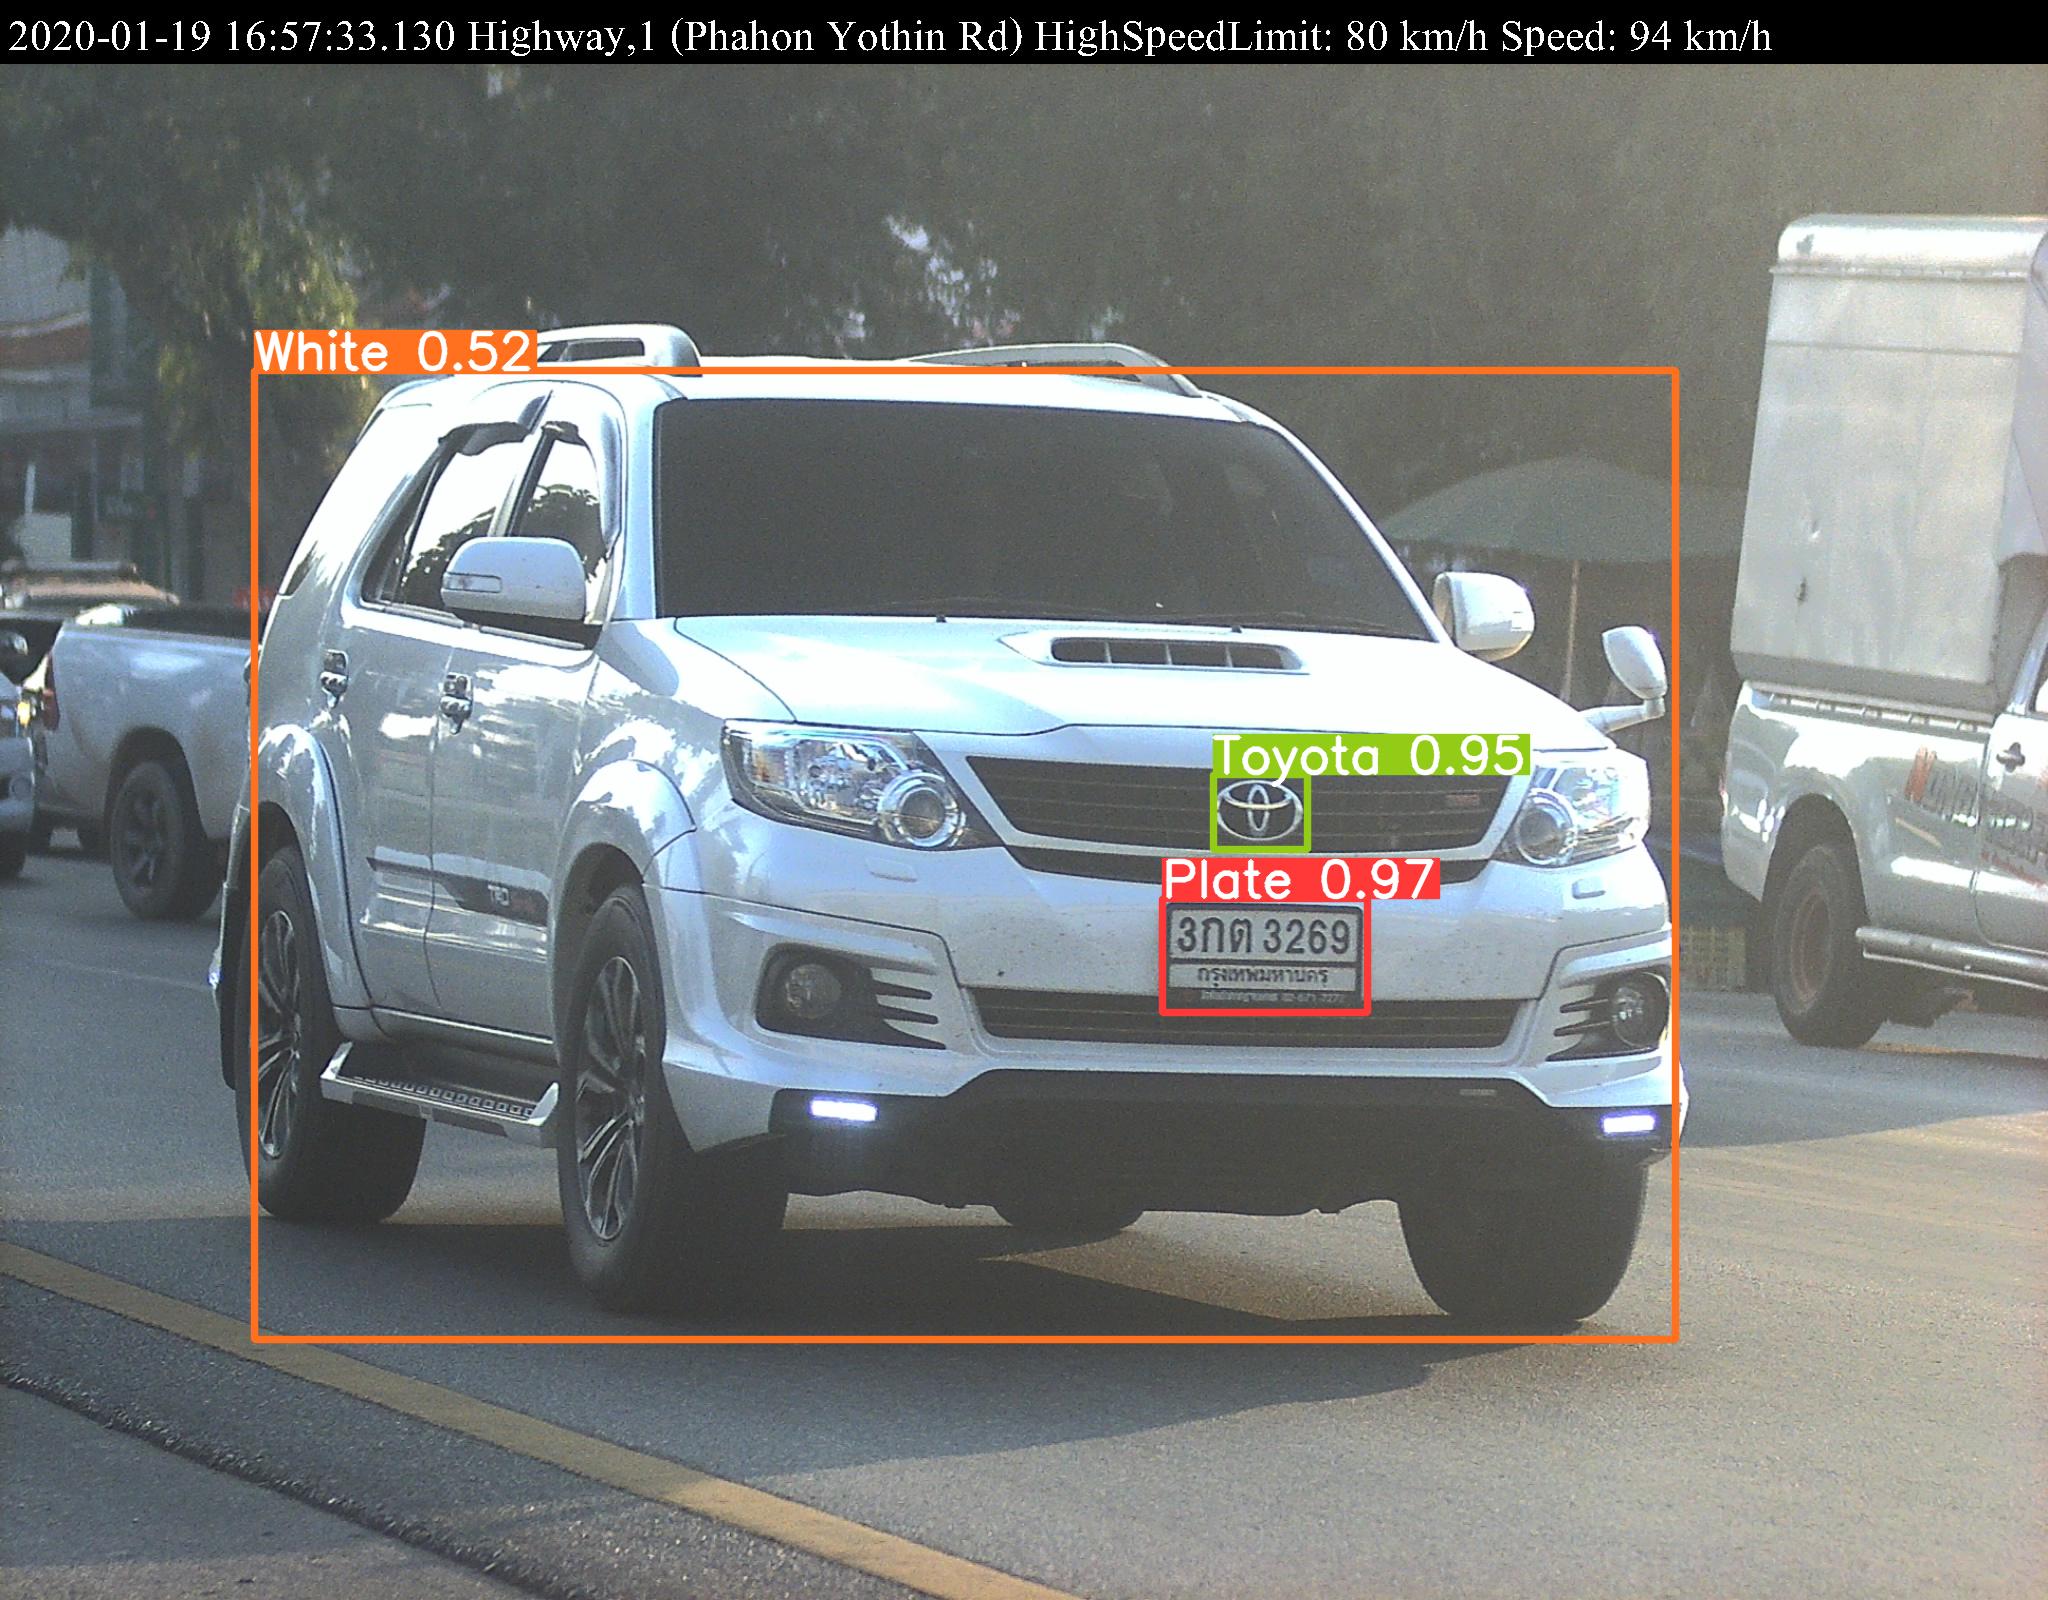 2020-01-19 16:57:33.130 Highway,1 (Phahon Yothin Rd) HighSpeedLimit: 80 km/h Speed: 94 km/h
White 0.52
Toyota 0.95
Plate 0.97
3กต 3269
กรุงเทพมหานคร